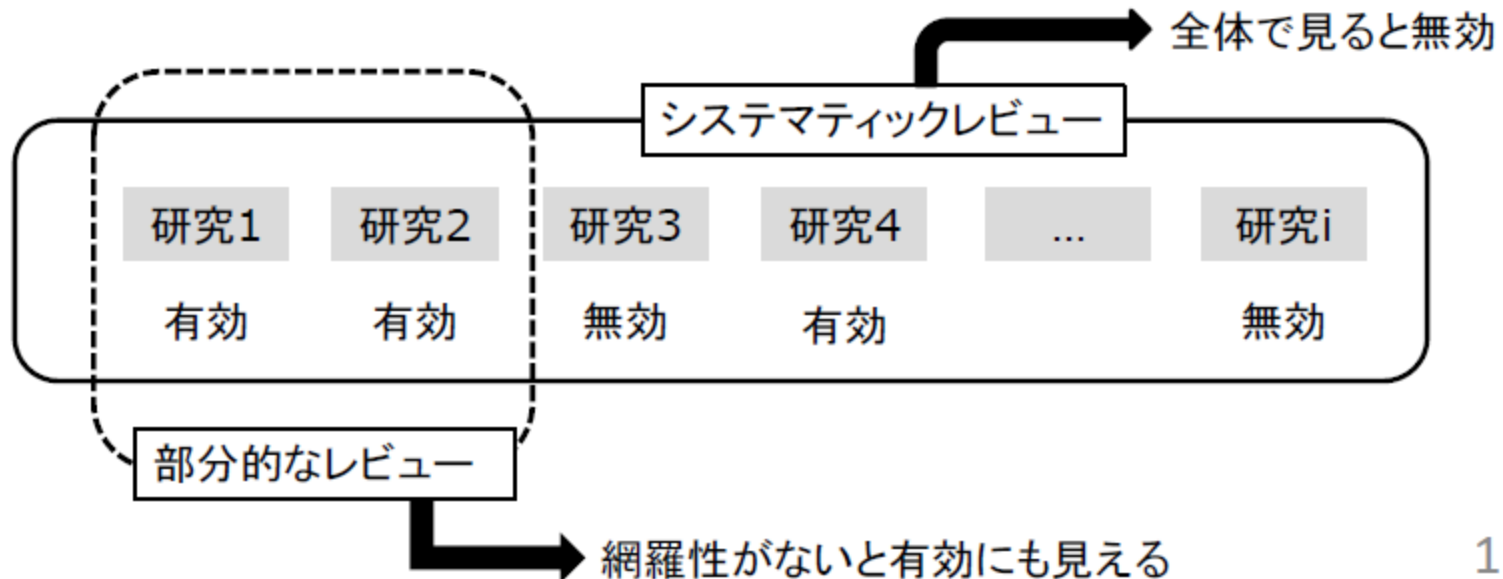 全体で見ると無効
システマティックレビュー
研究1 研究2 研究3 研究4 … 研究i
有効 有効 無効 有効 無効
部分的なレビュー
網羅性がないと有効にも見える
1